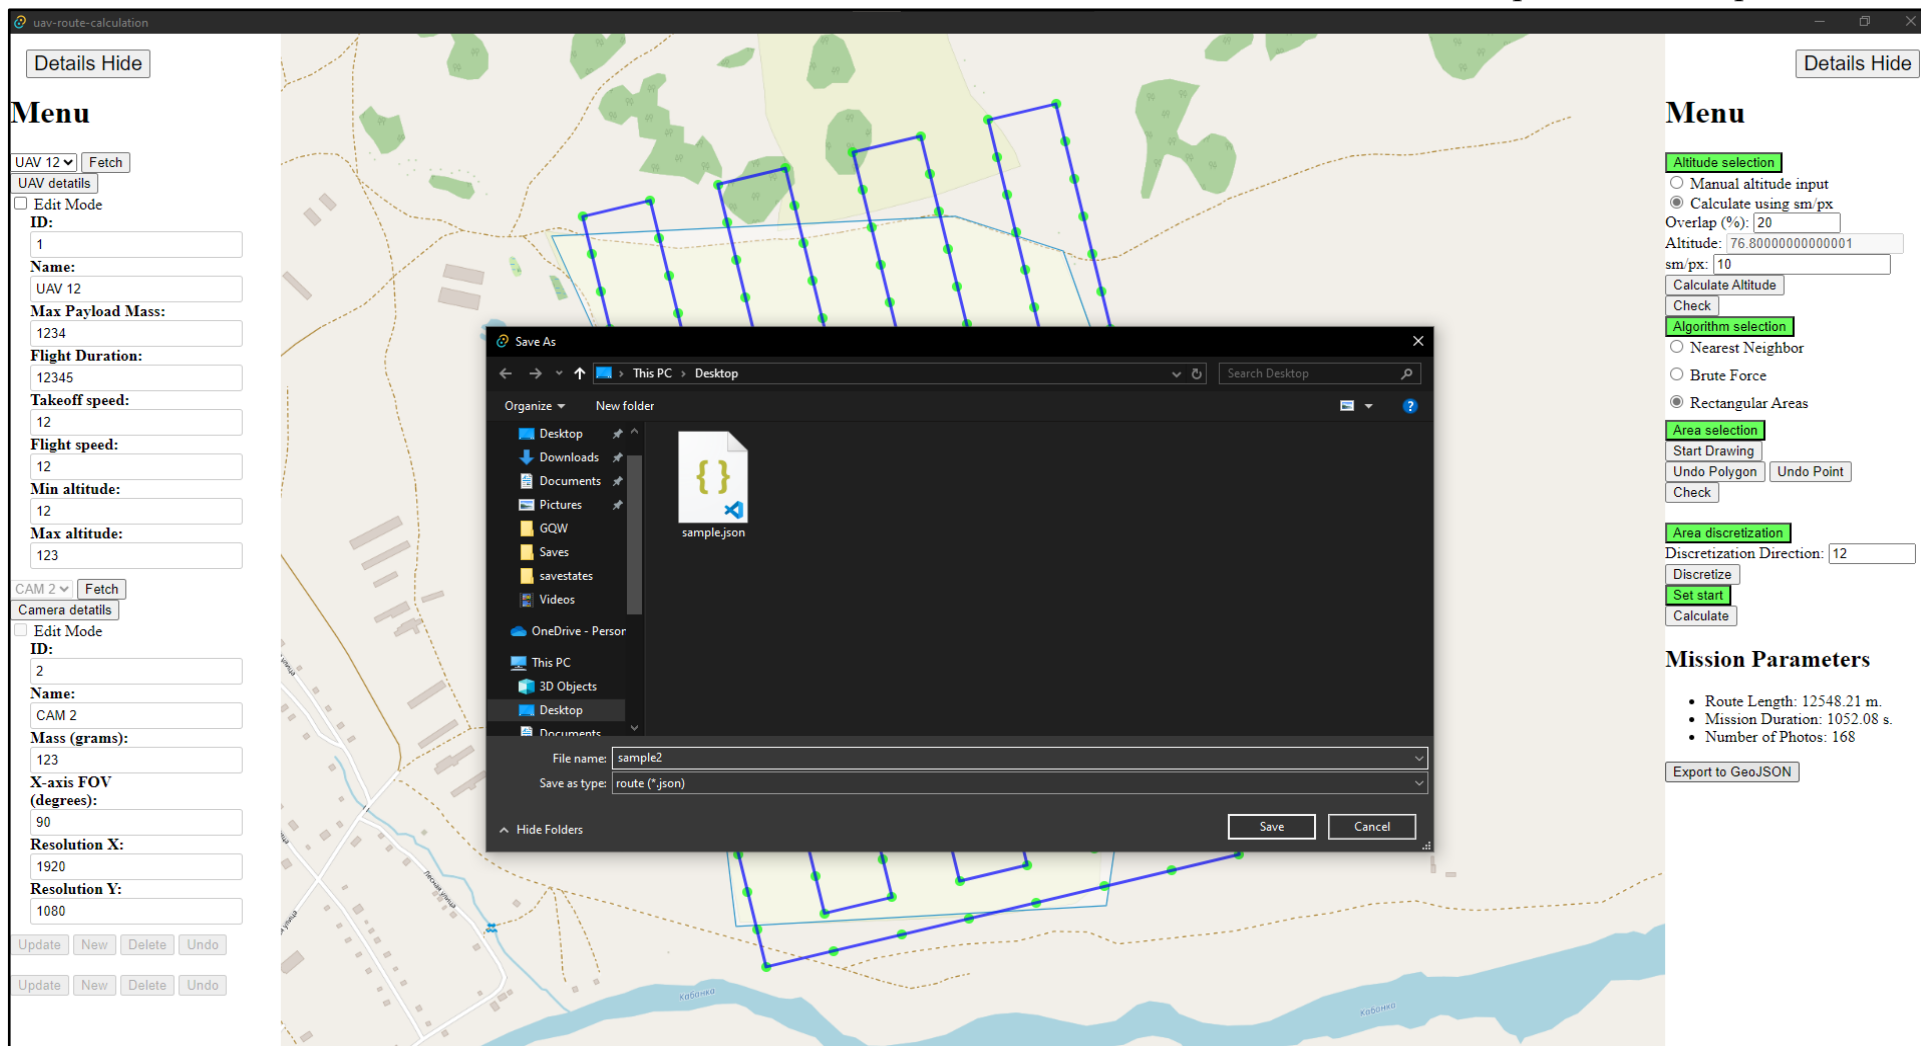 uav-route-calculation
Details Hide
Menu
UAV 12 Fetch
UAV detatils
Edit Mode
ID:
1
Name:
UAV 12
Max Payload Mass:
1234
Flight Duration:
12345
Takeoff speed:
12
Flight speed:
12
Min altitude:
12
Max altitude:
123
CAM 2 Fetch
Camera detatils
Edit Mode
ID:
2
Name:
CAM 2
Mass (grams):
123
X-axis FOV
(degrees):
90
Resolution X:
1920
Resolution Y:
1080
Update New Delete Undo
Update New Delete Undo
Лесная улица
Кабанка
Кабанка
Save As
This PC > Desktop
Search Desktop
Organize New folder
Desktop
Downloads
Documents
Pictures
GQW
Saves
savestates
Videos
OneDrive - Person
This PC
3D Objects
Desktop
Documents
sample.json
File name: sample2
Save as type: route (*.json)
Hide Folders
Save Cancel
Details Hide
Menu
Altitude selection
Manual altitude input
Calculate using sm/px
Overlap (%): 20
Altitude: 76.80000000000001
sm/px: 10
Calculate Altitude
Check
Algorithm selection
Nearest Neighbor
Brute Force
Rectangular Areas
Area selection
Start Drawing
Undo Polygon Undo Point
Check
Area discretization
Discretization Direction: 12
Discretize
Set start
Calculate
Mission Parameters
• Route Length: 12548.21 m.
• Mission Duration: 1052.08 s.
• Number of Photos: 168
Export to GeoJSON